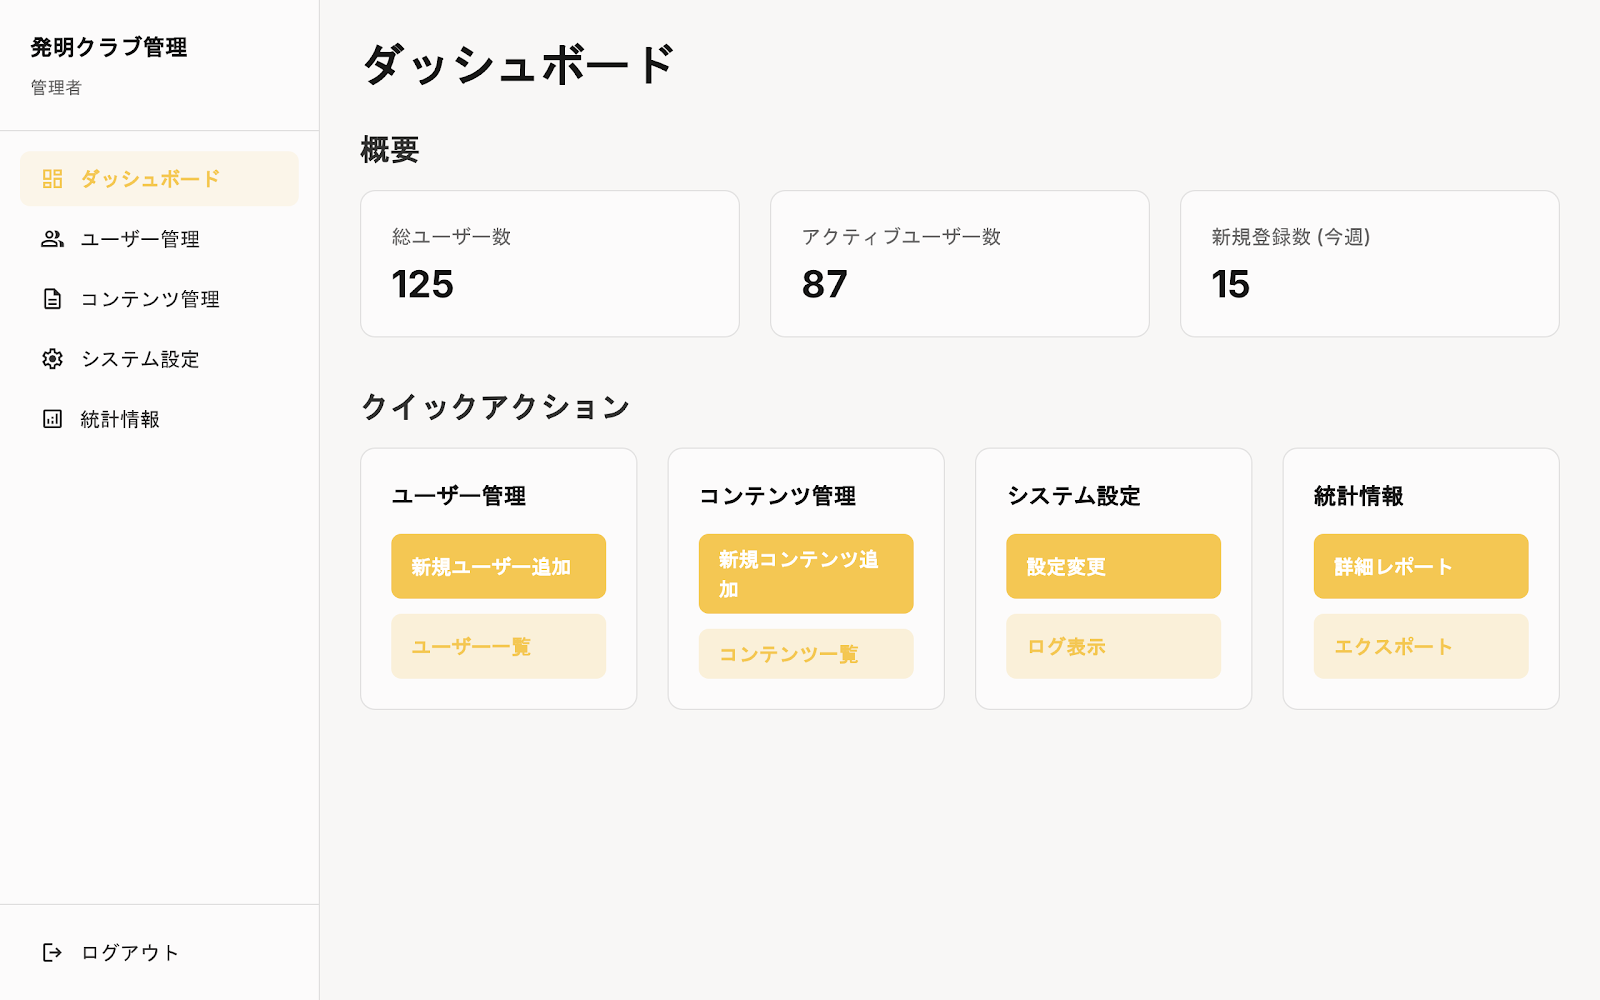 発明クラブ管理
管理者
ダッシュボード
ユーザー管理
コンテンツ管理
システム設定
統計情報
ログアウト
ダッシュボード
概要
総ユーザー数
125
アクティブユーザー数
87
新規登録数 (今週)
15
クイックアクション
ユーザー管理
新規ユーザー追加
ユーザー一覧
コンテンツ管理
新規コンテンツ追
加
コンテンツ一覧
システム設定
設定変更
ログ表示
統計情報
詳細レポート
エクスポート